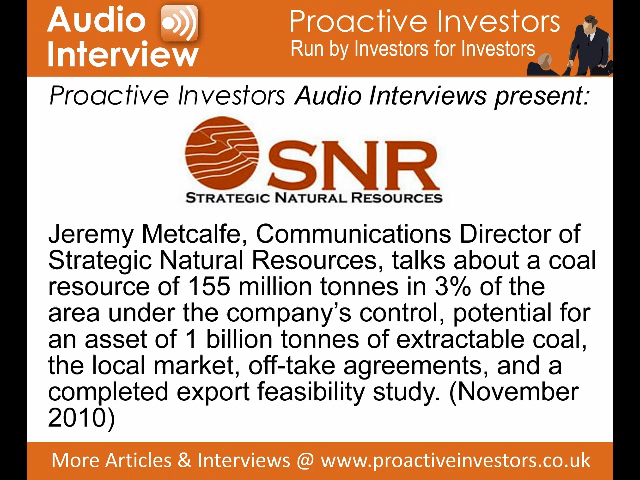 Audio
Interview
Proactive Investors
Run by Investors for Investors
Proactive Investors Audio Interviews present:
SNR
STRATEGIC NATURAL RESOURCES
Jeremy Metcalfe, Communications Director of
Strategic Natural Resources, talks about a coal
resource of 155 million tonnes in 3% of the
area under the company's control, potential for
an asset of 1 billion tonnes of extractable coal,
the local market, off-take agreements, and a
completed export feasibility study. (November
2010)
More Articles & Interviews @ www.proactiveinvestors.co.uk